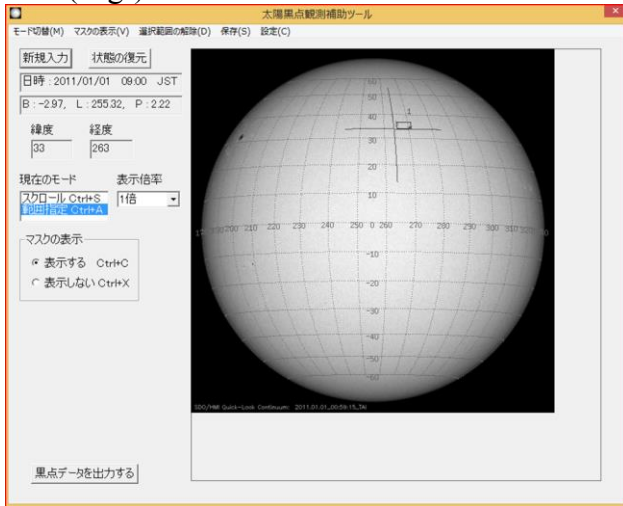 太陽黒点観測補助ツール
モード切替(M) マスクの表示(V) 選択範囲の解除(D) 保存(S) 設定(C)
新規入力 状態の復元
日時：2011/01/01 09:00 JST
B：-2.97, L：255.32, P：2.22
緯度 経度
33 263
現在のモード 表示倍率
スクロール Ctrl+S 1倍
範囲指定 Ctrl+A
マスクの表示
表示する Ctrl+C
表示しない Ctrl+X
黒点データを出力する
50
1
40
30
20
10
200 210 220 230 240 250 0 260 270 280 290 300 310
-10
-20
-30
-40
-50
SDO/HMI Quick-Look Continuum: